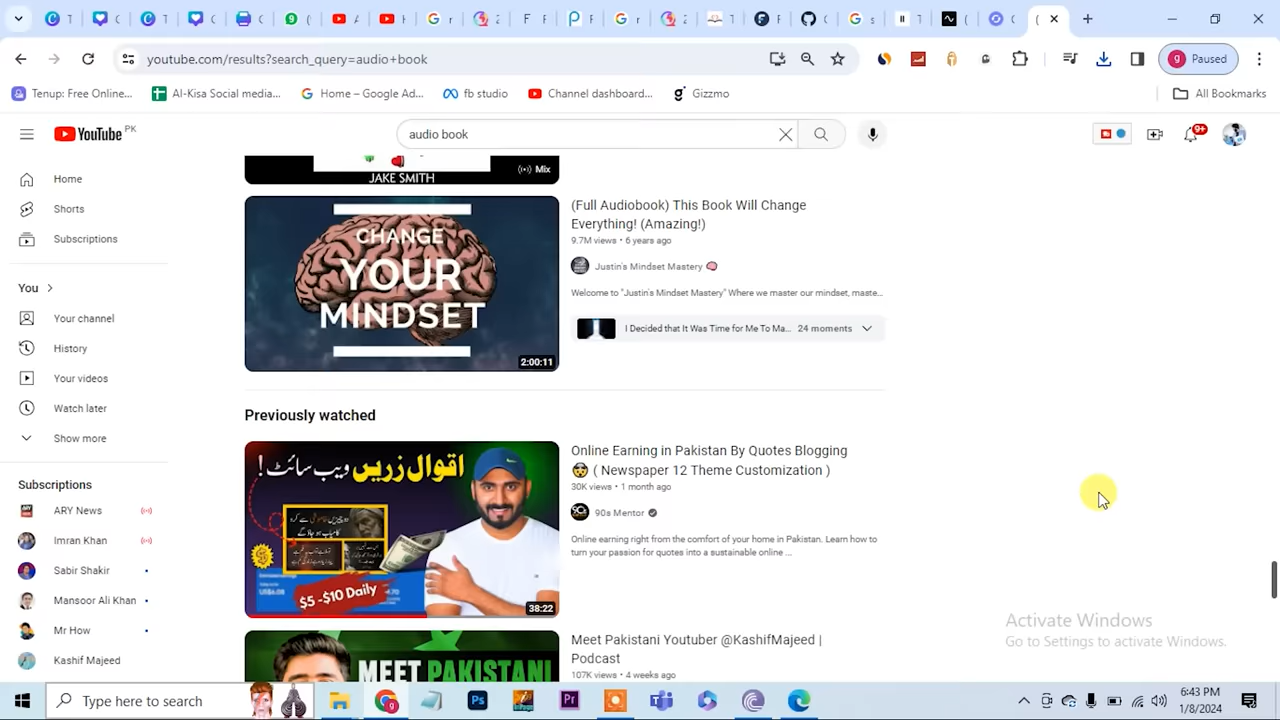 youtube.com/results?search_query=audio+book
Paused
Tenup: Free Online...
Al-Kisa Social media...
Home – Google Ad...
fb studio
Channel dashboard...
Gizzmo
All Bookmarks
YouTube PK
audio book
9+
Home
Shorts
Subscriptions
You
Your channel
History
Your videos
Watch later
Show more
Subscriptions
ARY News
Imran Khan
Sabir Shakir
Mansoor Ali Khan
Mr How
Kashif Majeed
JAKE SMITH
Mix
CHANGE
YOUR
MINDSET
2:00:11
(Full Audiobook) This Book Will Change
Everything! (Amazing!)
9.7M views • 6 years ago
Justin's Mindset Mastery
Welcome to "Justin's Mindset Mastery" Where we master our mindset, maste...
I Decided that It Was Time for Me To Ma...
24 moments
Previously watched
اقوال زریں ویب سائٹ!
$5 -$10 Daily
38:22
Online Earning in Pakistan By Quotes Blogging
( Newspaper 12 Theme Customization )
30K views • 1 month ago
90s Mentor
Online earning right from the comfort of your home in Pakistan. Learn how to
turn your passion for quotes into a sustainable online ...
MEET PAKISTANI
Meet Pakistani Youtuber @KashifMajeed |
Podcast
107K views • 4 weeks ago
Activate Windows
Go to Settings to activate Windows.
Type here to search
6:43 PM
1/8/2024